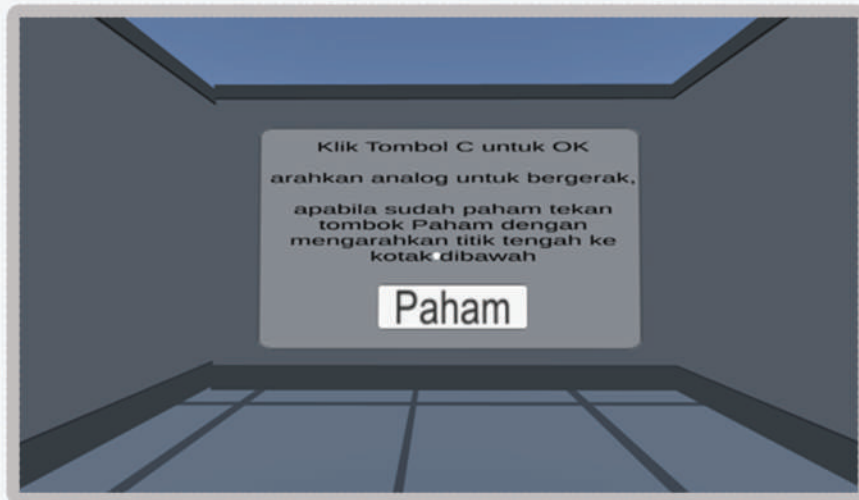 Klik Tombol C untuk OK
arahkan analog untuk bergerak,
apabila sudah paham tekan
tombok Paham dengan
mengarahkan titik tengah ke
kotak dibawah
Paham